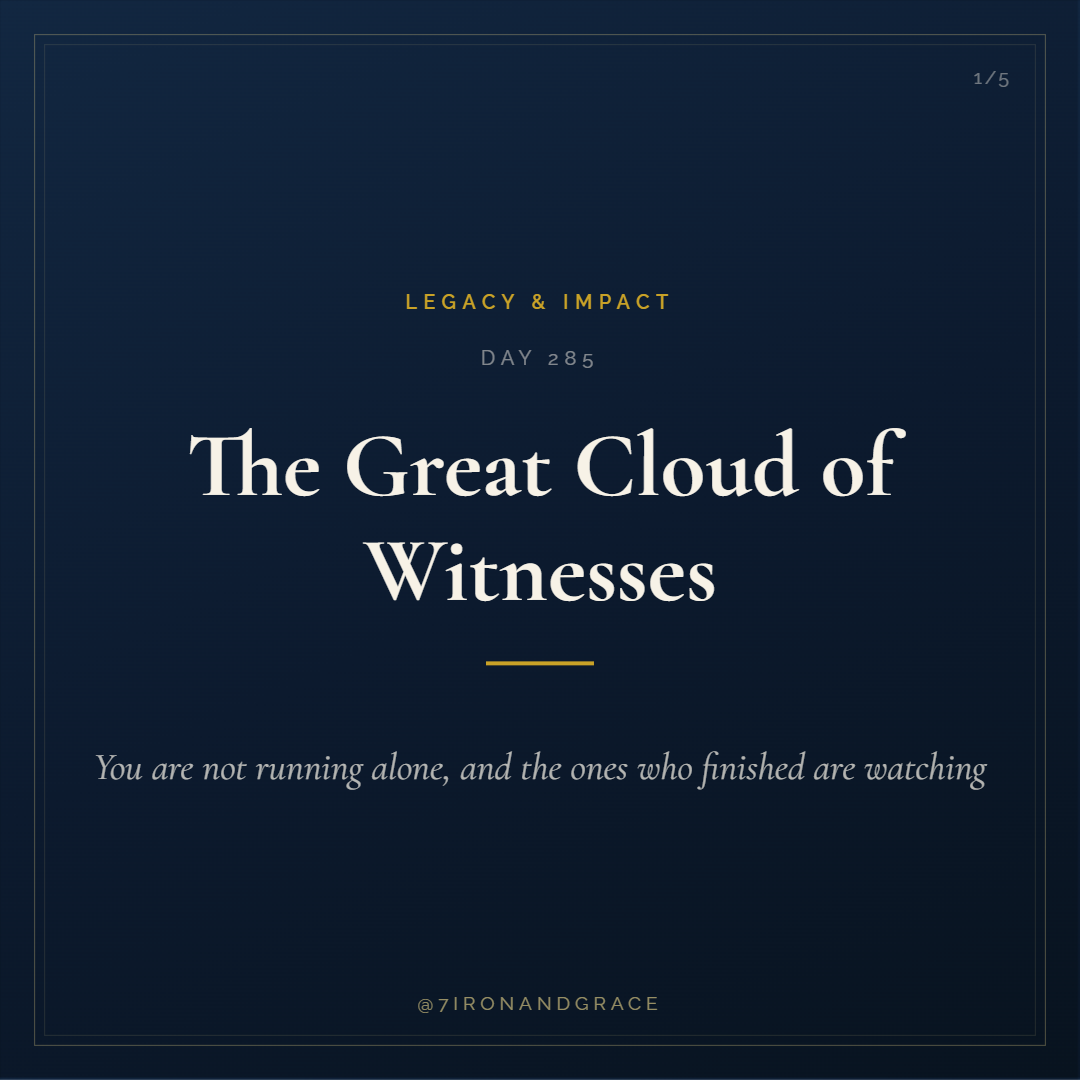 1/5
LEGACY & IMPACT
DAY 285
The Great Cloud of
Witnesses
You are not running alone, and the ones who finished are watching
@7IRONANDGRACE